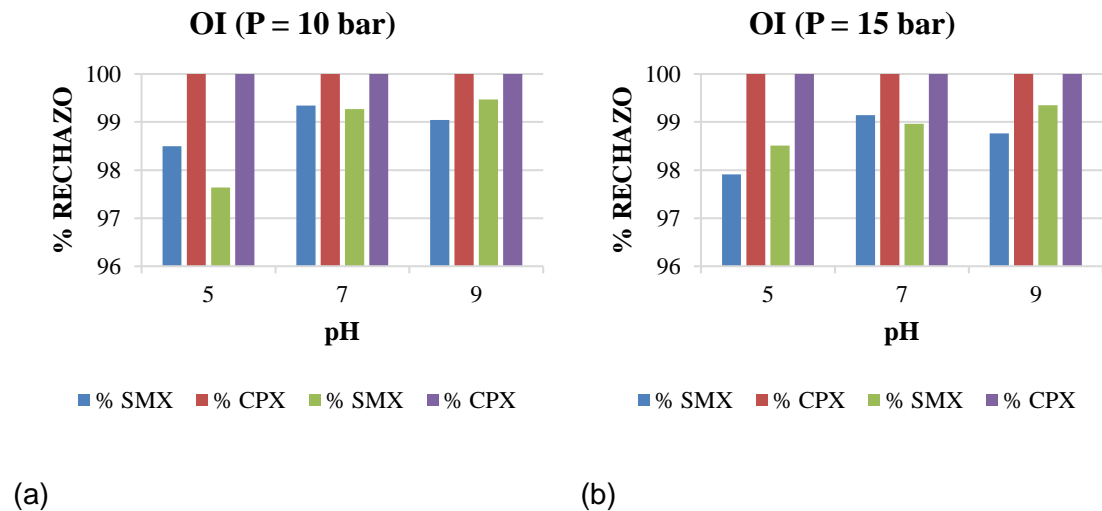 OI (P = 10 bar)
% RECHAZO
100
99
98
97
96
5 7 9
pH
% SMX % CPX % SMX % CPX
(a)
OI (P = 15 bar)
% RECHAZO
100
99
98
97
96
5 7 9
pH
% SMX % CPX % SMX % CPX
(b)